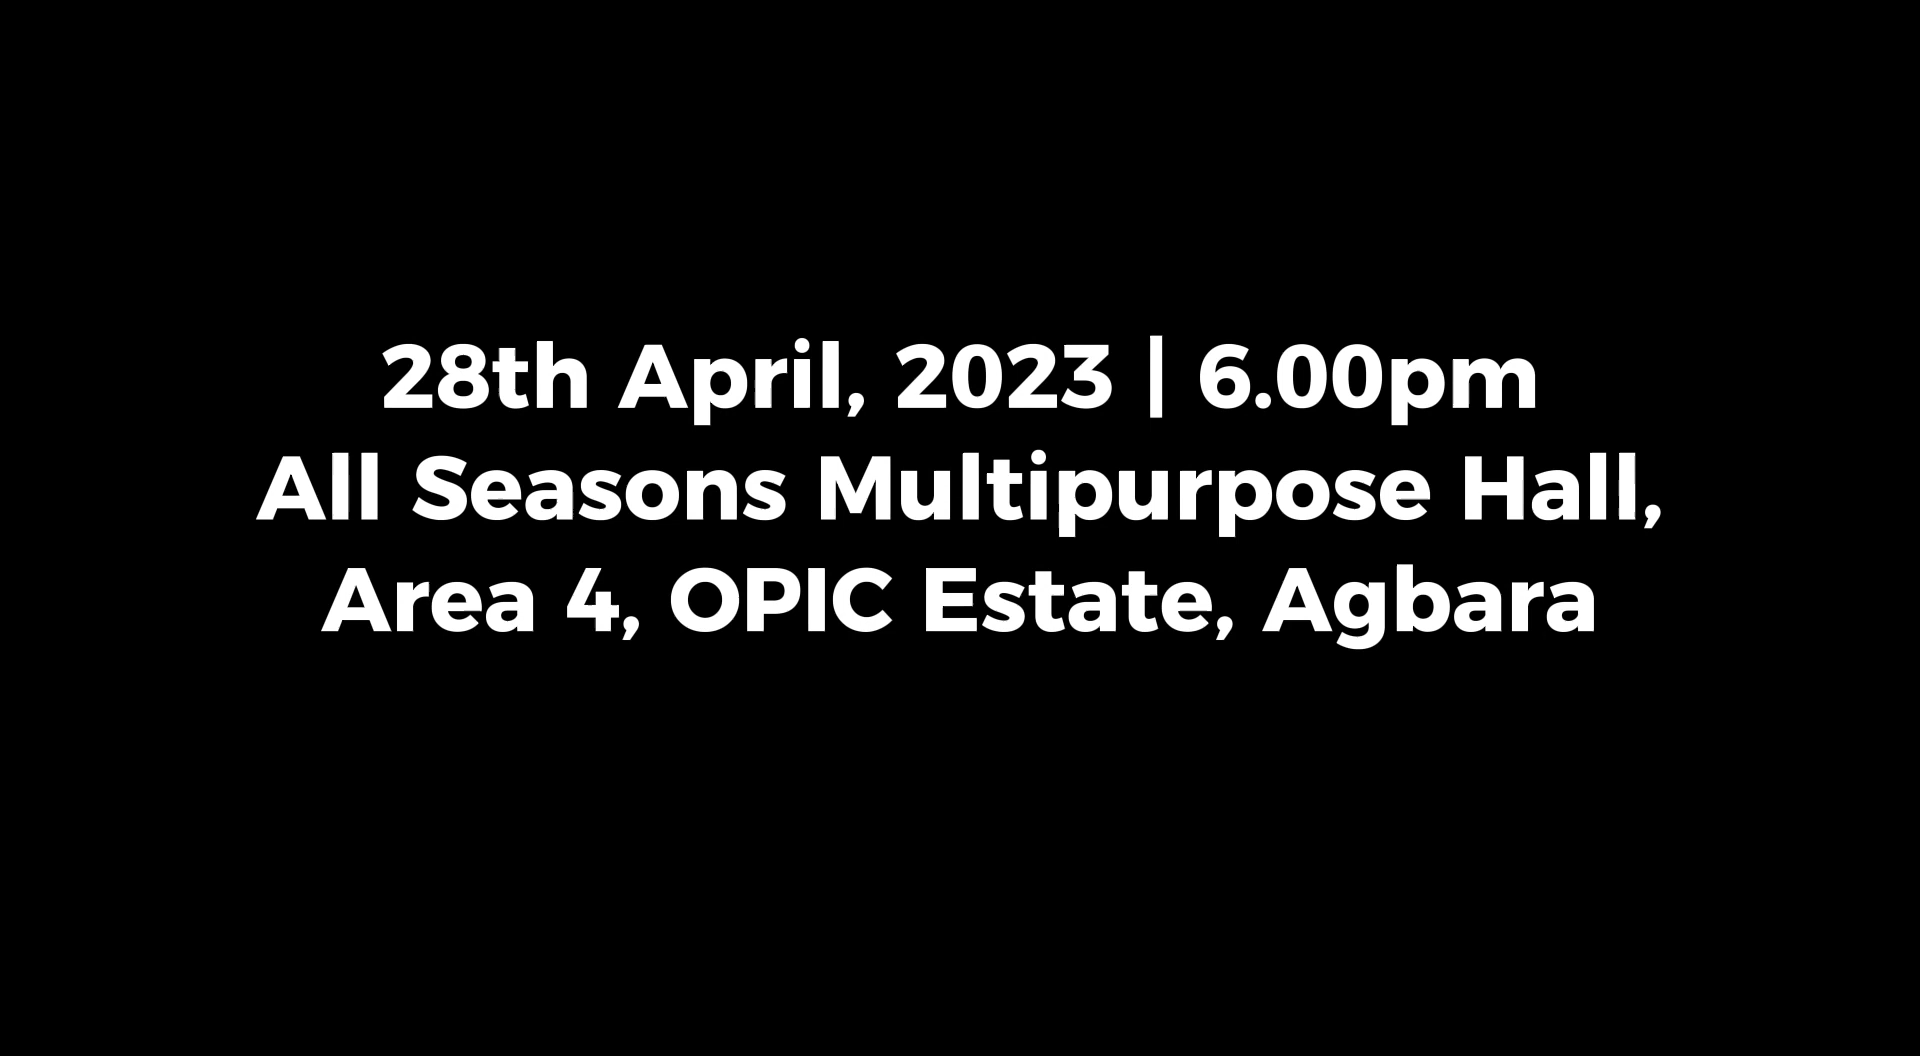 28th April, 2023 | 6.00pm
All Seasons Multipurpose Hall,
Area 4, OPIC Estate, Agbara